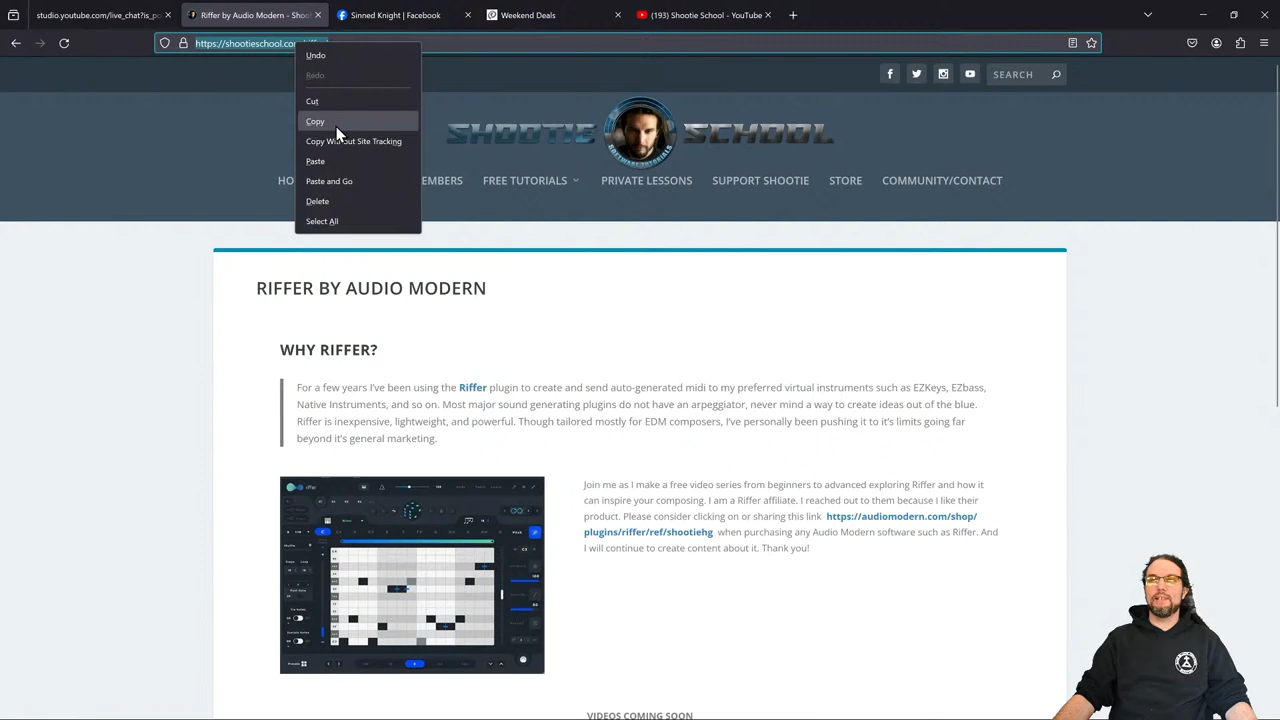 studio.youtube.com/live_chat?is_po
Riffer by Audio Modern - Shoot
Sinned Knight | Facebook
Weekend Deals
(193) Shootie School - YouTube
https://shootieschool.com
Undo
Redo
Cut
Copy
Copy Without Site Tracking
Paste
Paste and Go
Delete
Select All
SEARCH
SHOOTIE SCHOOL
SOFTWARE TUTORIALS
HO
EMBERS
FREE TUTORIALS
PRIVATE LESSONS
SUPPORT SHOOTIE
STORE
COMMUNITY/CONTACT
RIFFER BY AUDIO MODERN
WHY RIFFER?
For a few years I've been using the Riffer plugin to create and send auto-generated midi to my preferred virtual instruments such as EZKeys, EZbass,
Native Instruments, and so on. Most major sound generating plugins do not have an arpeggiator, never mind a way to create ideas out of the blue.
Riffer is inexpensive, lightweight, and powerful. Though tailored mostly for EDM composers, I've personally been pushing it to it's limits going far
beyond it's general marketing.
riffer
Join me as I make a free video series from beginners to advanced exploring Riffer and how it
can inspire your composing. I am a Riffer affiliate. I reached out to them because I like their
product. Please consider clicking on or sharing this link https://audiomodern.com/shop/
plugins/riffer/ref/shootiehg when purchasing any Audio Modern software such as Riffer. And
I will continue to create content about it. Thank you!
VIDEOS COMING SOON